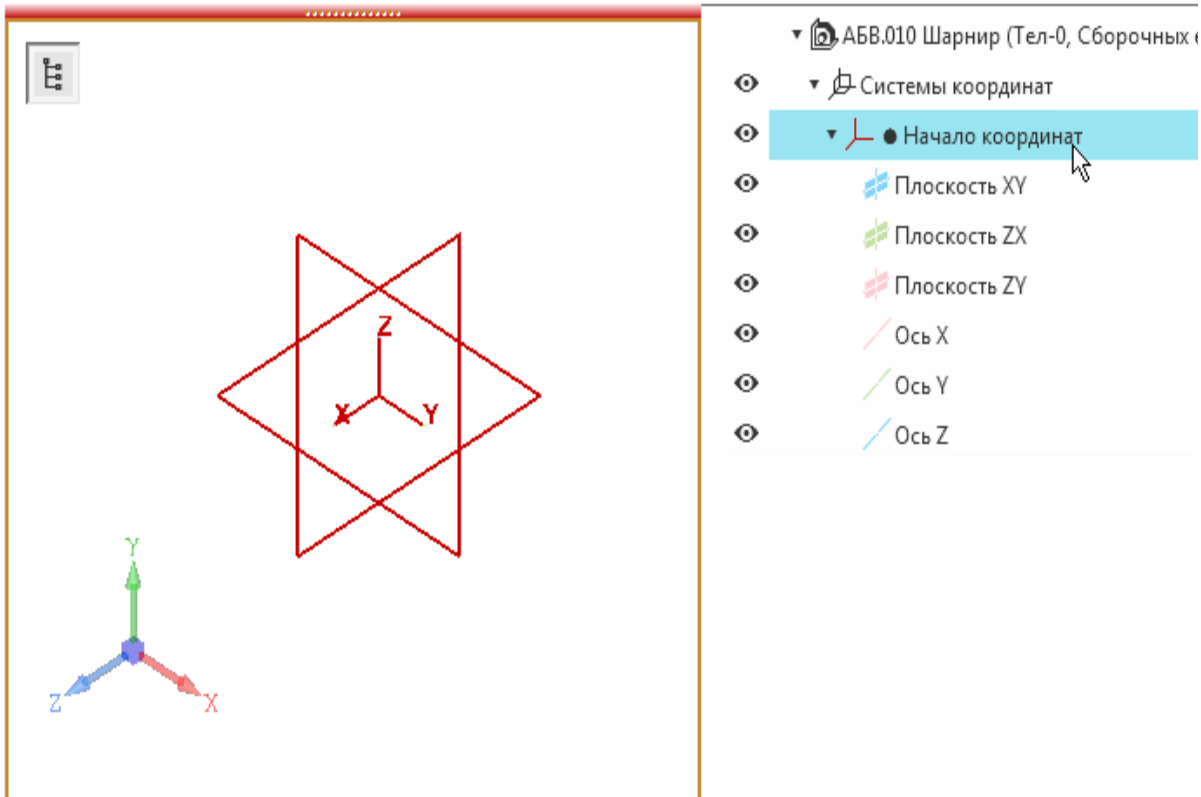 АБВ.010 Шарнир (Тел-0, Сборочных е
Системы координат
Начало координат
Плоскость XY
Плоскость ZX
Плоскость ZY
Ось X
Ось Y
Ось Z
Z
X
Y
Y
Z
X